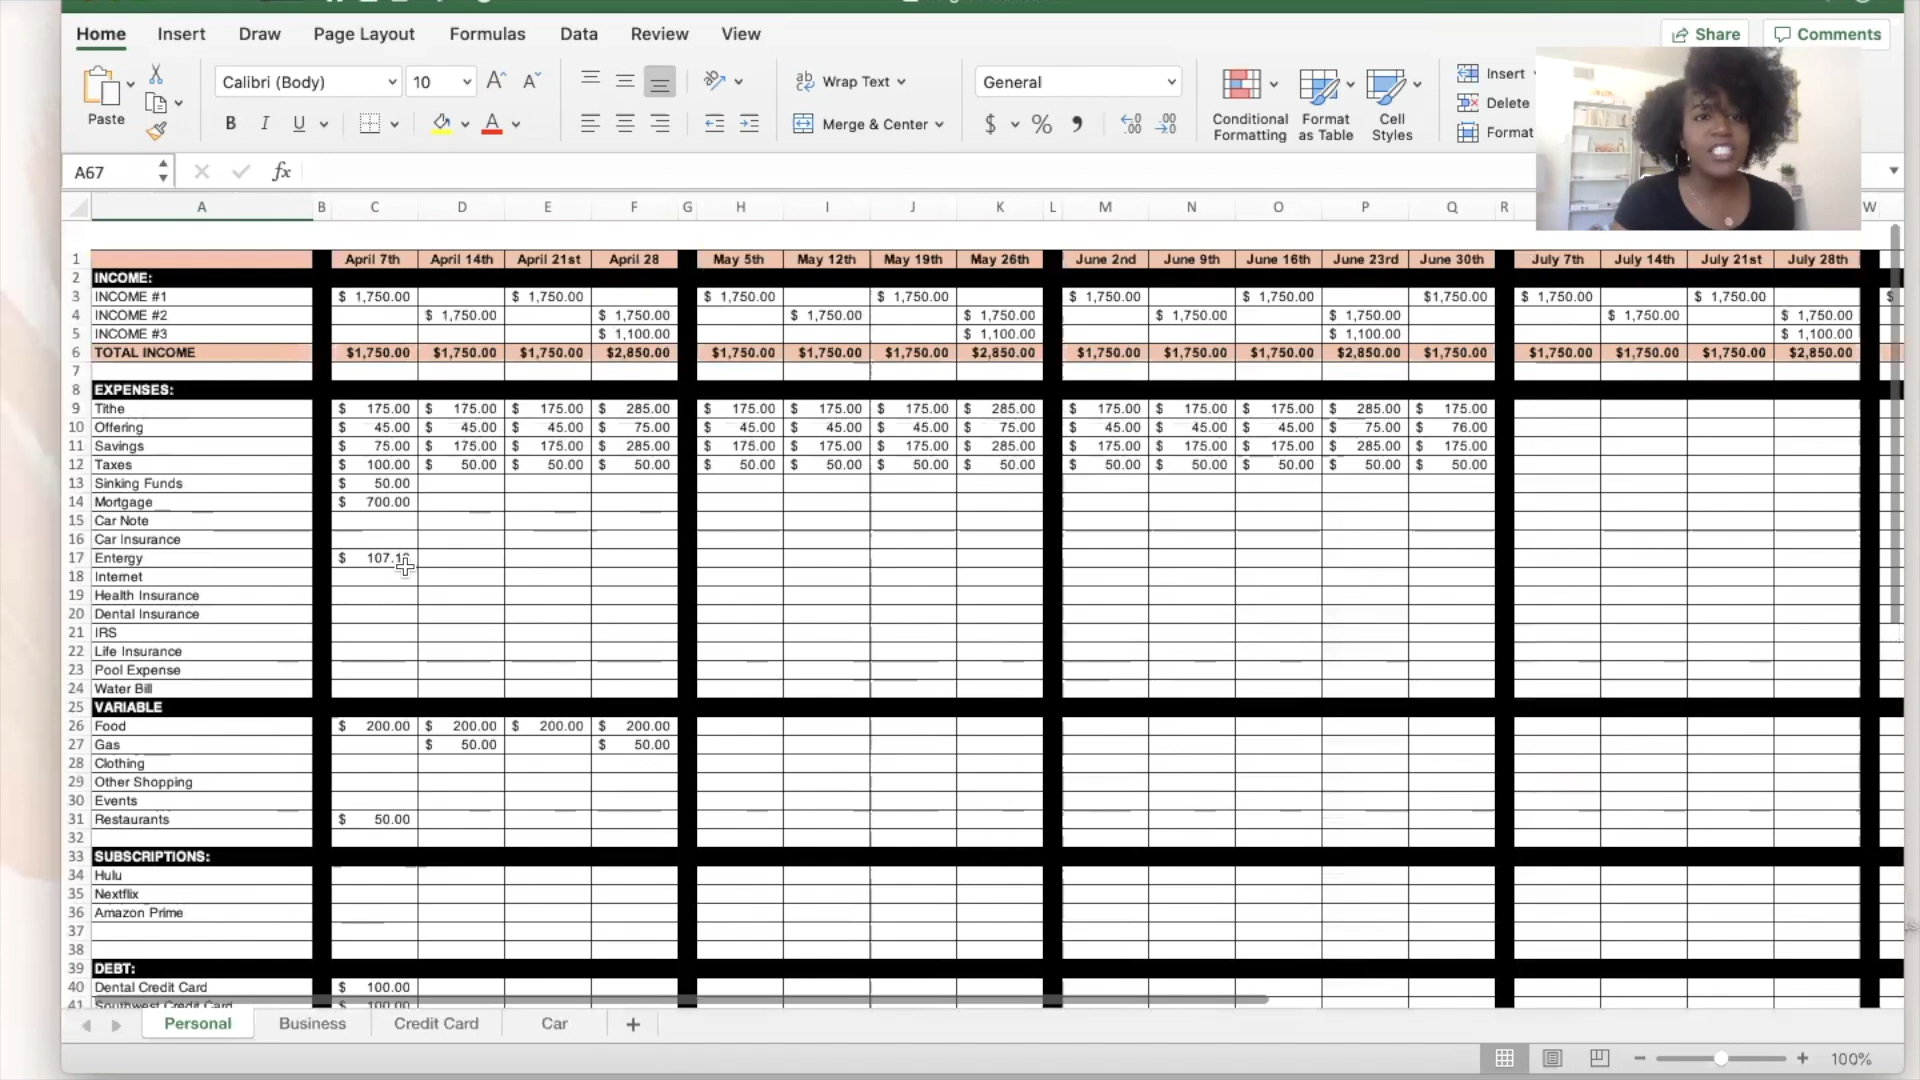 Home Insert Draw Page Layout Formulas Data Review View Share Comments
Calibri (Body) 10 Wrap Text General Insert
Paste B I U Merge & Center $ % Conditional Formatting Format as Table Cell Styles Delete
Format
A67 fx
A B C D E F G H I J K L M N O P Q R W
1 April 7th April 14th April 21st April 28 May 5th May 12th May 19th May 26th June 2nd June 9th June 16th June 23rd June 30th July 7th July 14th July 21st July 28th
2 INCOME:
3 INCOME #1 $ 1,750.00 $ 1,750.00 $ 1,750.00 $ 1,750.00 $ 1,750.00 $ 1,750.00 $1,750.00 $ 1,750.00 $ 1,750.00 $
4 INCOME #2 $ 1,750.00 $ 1,750.00 $ 1,750.00 $ 1,750.00 $ 1,750.00 $ 1,750.00 $ 1,750.00 $ 1,750.00
5 INCOME #3 $ 1,100.00 $ 1,100.00 $ 1,100.00 $ 1,100.00
6 TOTAL INCOME $1,750.00 $1,750.00 $1,750.00 $2,850.00 $1,750.00 $1,750.00 $1,750.00 $2,850.00 $1,750.00 $1,750.00 $1,750.00 $2,850.00 $1,750.00 $1,750.00 $1,750.00 $1,750.00 $2,850.00
7
8 EXPENSES:
9 Tithe $ 175.00 $ 175.00 $ 175.00 $ 285.00 $ 175.00 $ 175.00 $ 175.00 $ 285.00 $ 175.00 $ 175.00 $ 175.00 $ 285.00 $ 175.00
10 Offering $ 45.00 $ 45.00 $ 45.00 $ 75.00 $ 45.00 $ 45.00 $ 45.00 $ 75.00 $ 45.00 $ 45.00 $ 45.00 $ 75.00 $ 76.00
11 Savings $ 75.00 $ 175.00 $ 175.00 $ 285.00 $ 175.00 $ 175.00 $ 175.00 $ 285.00 $ 175.00 $ 175.00 $ 175.00 $ 285.00 $ 175.00
12 Taxes $ 100.00 $ 50.00 $ 50.00 $ 50.00 $ 50.00 $ 50.00 $ 50.00 $ 50.00 $ 50.00 $ 50.00 $ 50.00 $ 50.00 $ 50.00
13 Sinking Funds $ 50.00
14 Mortgage $ 700.00
15 Car Note
16 Car Insurance
17 Entergy $
18 Internet
19 Health Insurance
20 Dental Insurance
21 IRS
22 Life Insurance
23 Pool Expense
24 Water Bill
25 VARIABLE
26 Food $ 200.00 $ 200.00 $ 200.00 $ 200.00
27 Gas $ 50.00 $ 50.00
28 Clothing
29 Other Shopping
30 Events
31 Restaurants $ 50.00
32
33 SUBSCRIPTIONS:
34 Hulu
35 Nextflix
36 Amazon Prime
37
38
39 DEBT:
40 Dental Credit Card $ 100.00
41 Southwest Credit Card $ 100.00
Personal Business Credit Card Car +
100%